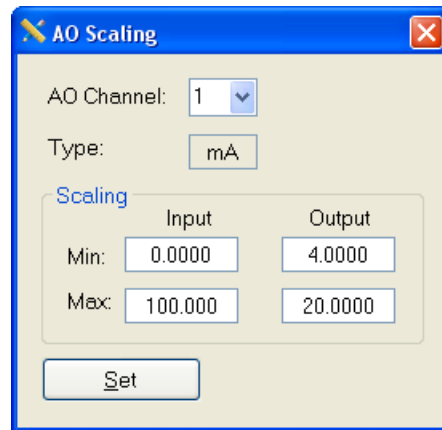 AO Scaling
AO Channel: 1
Type: mA
Scaling
Input Output
Min: 0.0000 4.0000
Max: 100.000 20.0000
Set